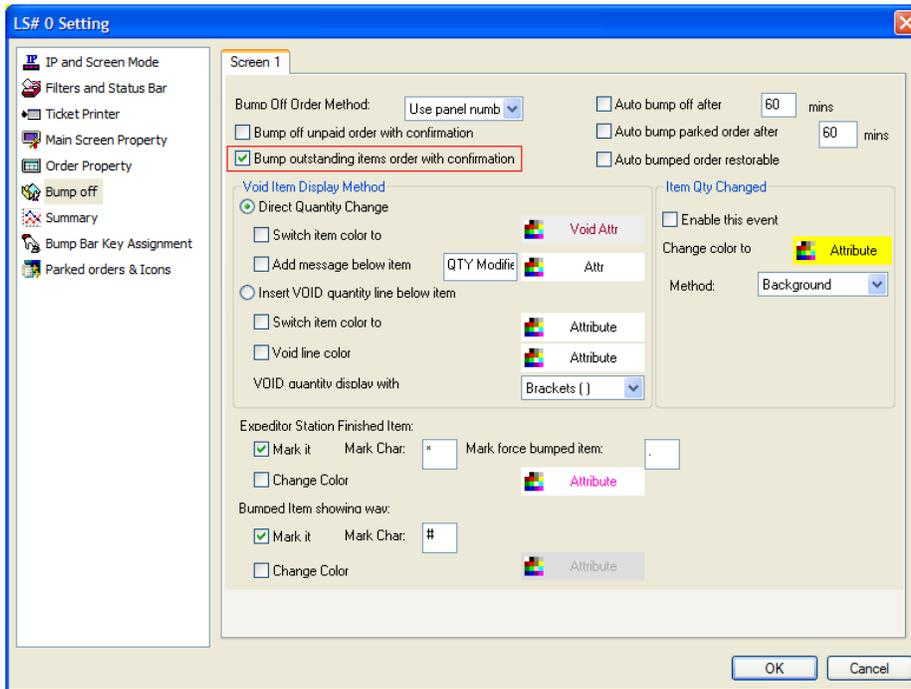 LS# 0 Setting
IP and Screen Mode
Filters and Status Bar
Ticket Printer
Main Screen Property
Order Property
Bump off
Summary
Bump Bar Key Assignment
Parked orders & Icons
Screen 1
Bump Off Order Method: Use panel numb
Auto bump off after 60 mins
Bump off unpaid order with confirmation
Auto bump parked order after 60 mins
Bump outstanding items order with confirmation
Auto bumped order restorable
Void Item Display Method
Direct Quantity Change
Switch item color to Void Attr
Add message below item QTY Modifie Attr
Insert VOID quantity line below item
Switch item color to Attribute
Void line color Attribute
VOID quantity display with Brackets ( )
Item Qty Changed
Enable this event
Change color to Attribute
Method: Background
Expeditor Station Finished Item:
Mark it Mark Char: * Mark force bumped item: .
Change Color Attribute
Bumped Item showing way:
Mark it Mark Char: #
Change Color Attribute
OK Cancel